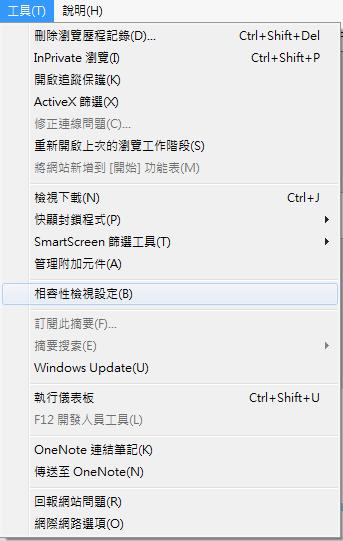 工具(T) 說明(H)
刪除瀏覽歷程記錄(D)... Ctrl+Shift+Del
InPrivate 瀏覽(I) Ctrl+Shift+P
開啟追蹤保護(K)
ActiveX 篩選(X)
修正連線問題(C)...
重新開啟上次的瀏覽工作階段(S)
將網站新增到 [開始] 功能表(M)
檢視下載(N) Ctrl+J
快顯封鎖程式(P)
SmartScreen 篩選工具(T)
管理附加元件(A)
相容性檢視設定(B)
訂閱此摘要(F)...
摘要搜索(E)
Windows Update(U)
執行儀表板 Ctrl+Shift+U
F12 開發人員工具(L)
OneNote 連結筆記(K)
傳送至 OneNote(N)
回報網站問題(R)
網際網路選項(O)